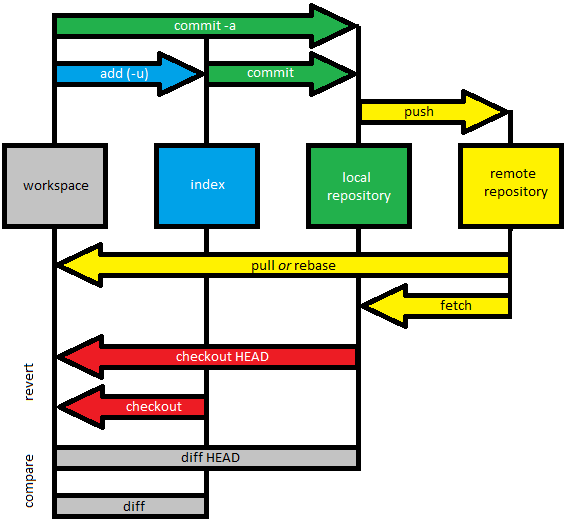 commit -a
add (-u)
commit
push
workspace
index
local
repository
remote
repository
pull or rebase
fetch
revert
checkout HEAD
checkout
compare
diff HEAD
diff